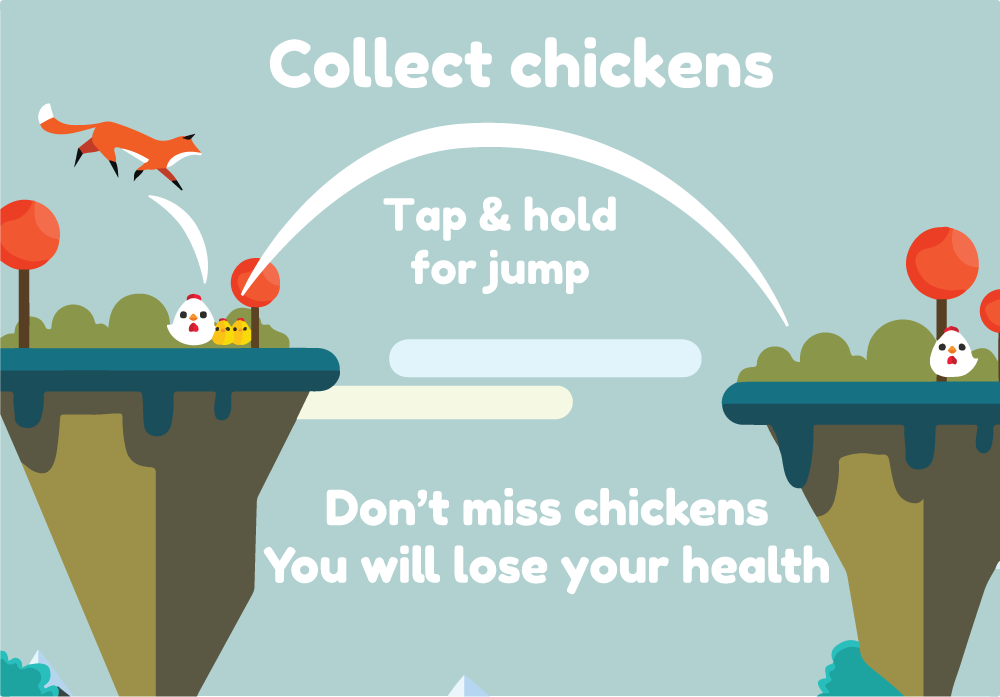 Collect chickens
Tap & hold
for jump
Don’t miss chickens
You will lose your health